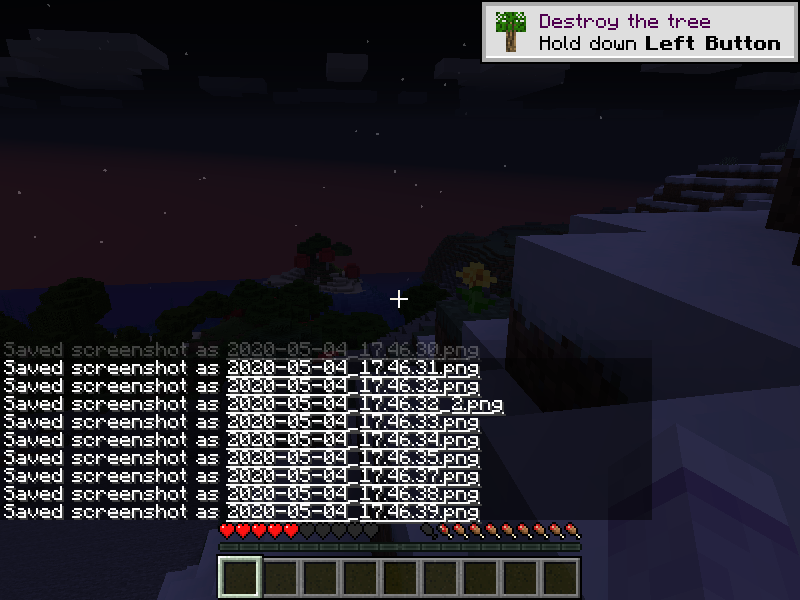 Destroy the tree
Hold down Left Button
Saved screenshot as 2020-05-04_17.46.30.png
Saved screenshot as 2020-05-04_17.46.31.png
Saved screenshot as 2020-05-04_17.46.32.png
Saved screenshot as 2020-05-04_17.46.32_2.png
Saved screenshot as 2020-05-04_17.46.33.png
Saved screenshot as 2020-05-04_17.46.34.png
Saved screenshot as 2020-05-04_17.46.35.png
Saved screenshot as 2020-05-04_17.46.37.png
Saved screenshot as 2020-05-04_17.46.38.png
Saved screenshot as 2020-05-04_17.46.39.png